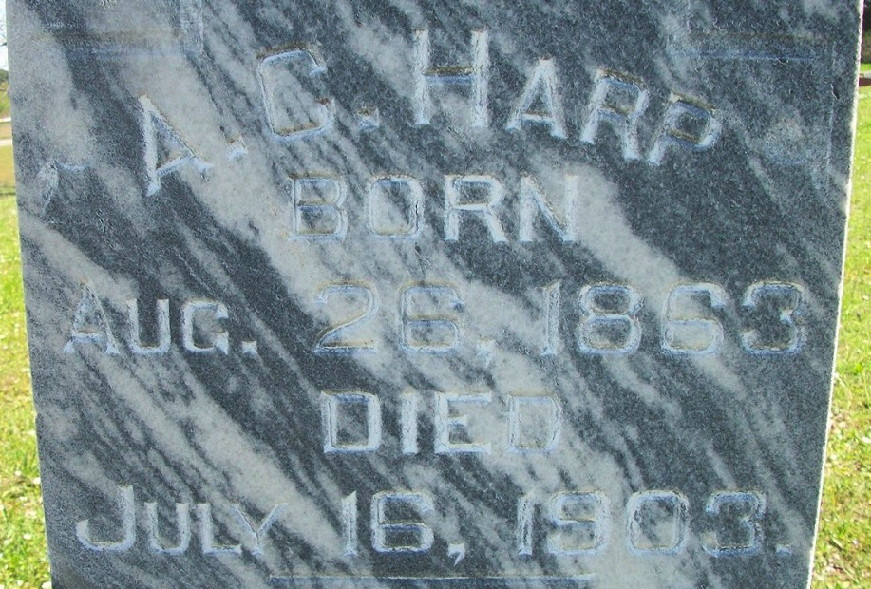 A. C. HARP
BORN
AUG. 26, 1863
DIED
JULY 16, 1903.